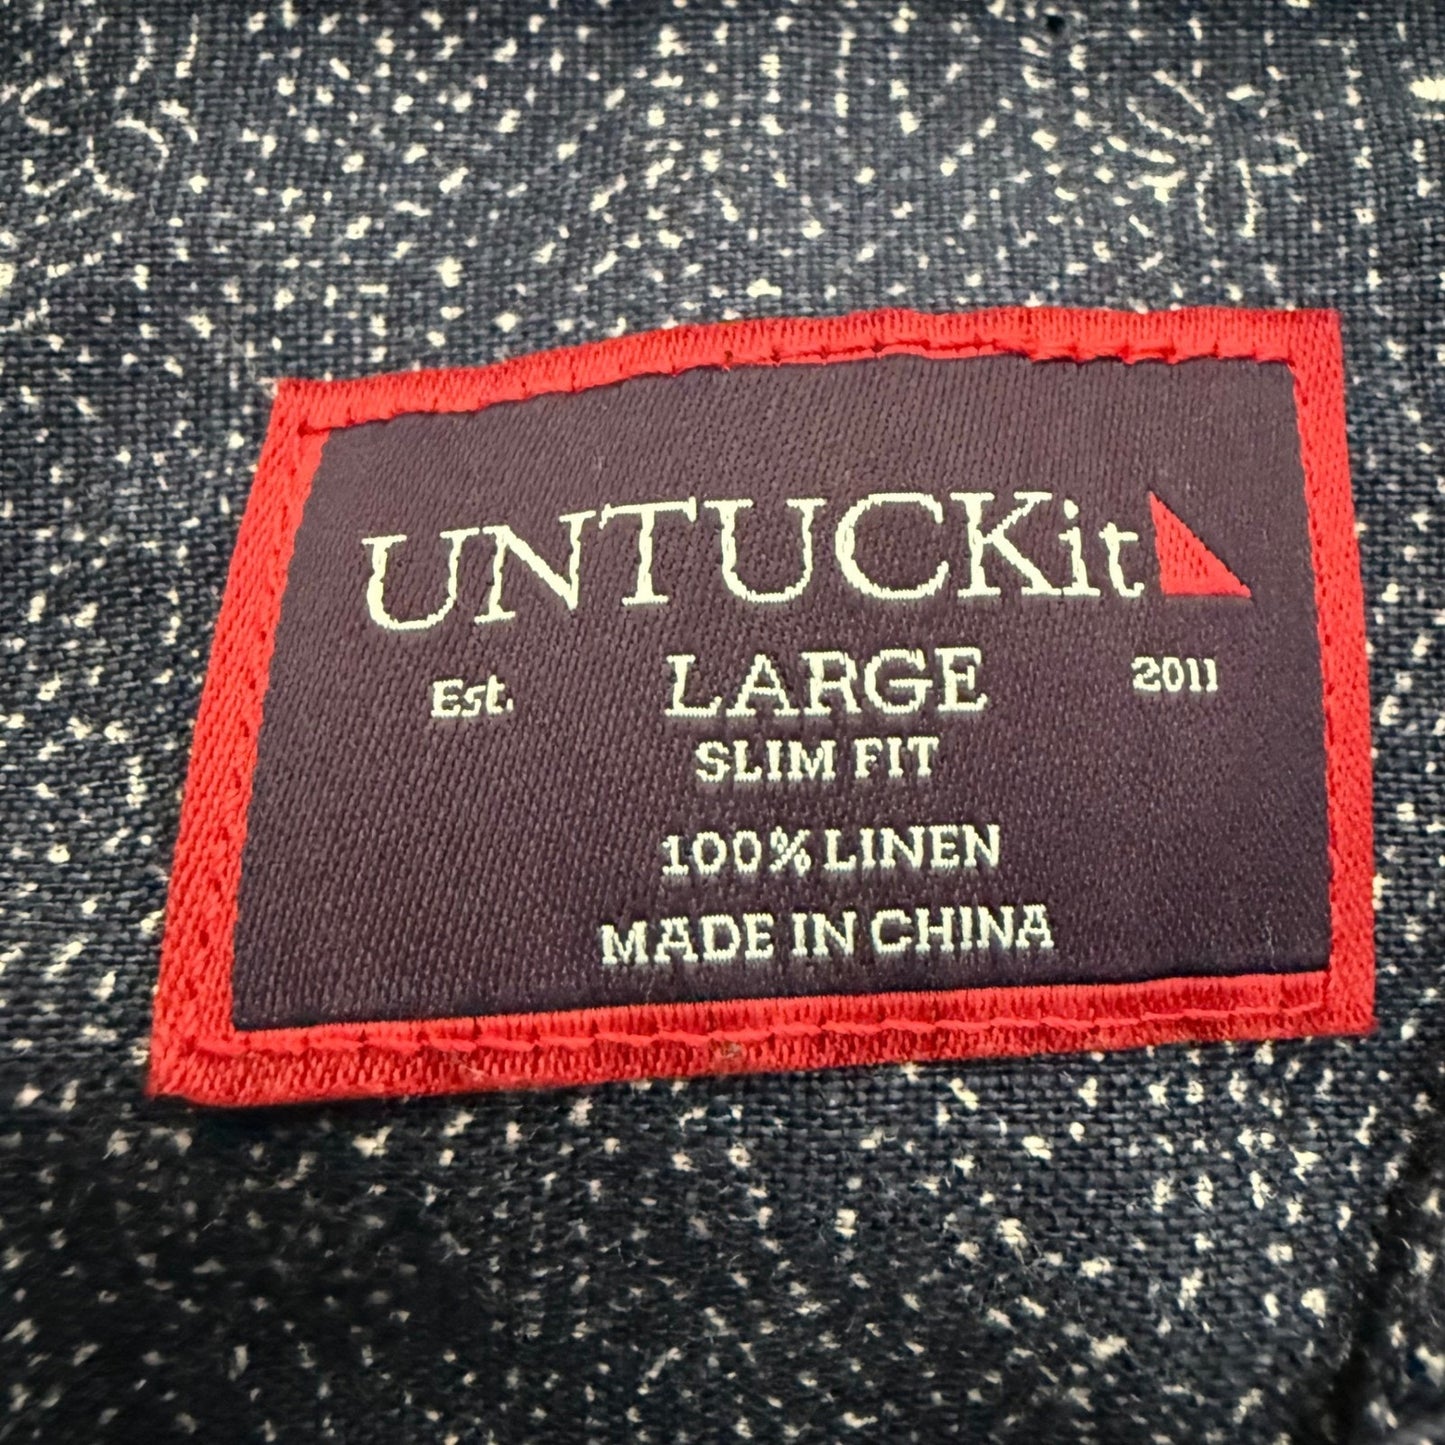 UNTUCKit
Est. LARGE 2011
SLIM FIT
100% LINEN
MADE IN CHINA